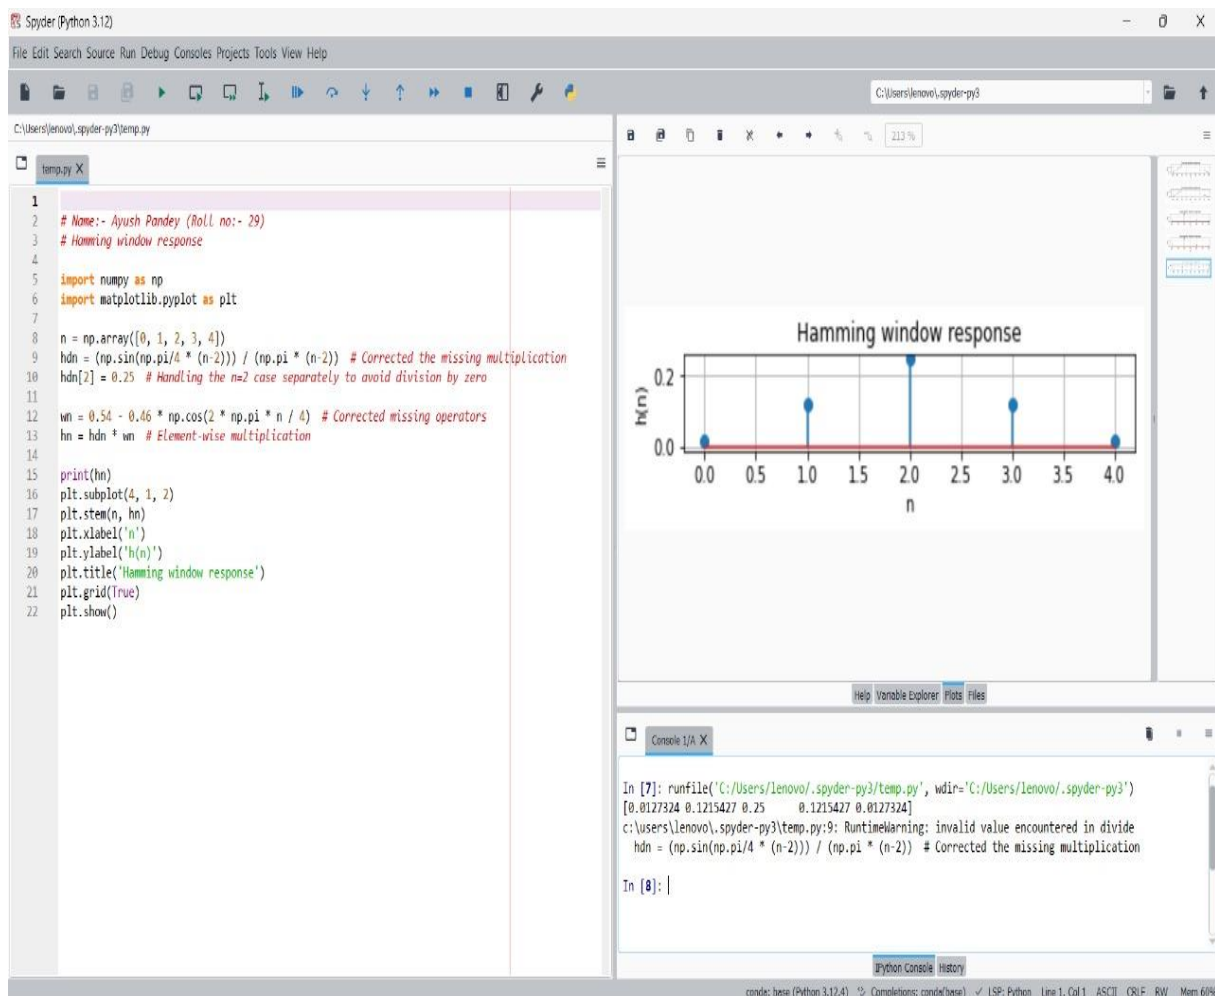 Spyder (Python 3.12)
File Edit Search Source Run Debug Consoles Projects Tools View Help
C:\Users\lenovo\.spyder-py3
C:\Users\lenovo\.spyder-py3\temp.py
temp.py X
1
2 # Name:- Ayush Pandey (Roll no:- 29)
3 # Hamming window response
4
5 import numpy as np
6 import matplotlib.pyplot as plt
7
8 n = np.array([0, 1, 2, 3, 4])
9 hdn = (np.sin(np.pi/4 * (n-2))) / (np.pi * (n-2))  # Corrected the missing multiplication
10 hdn[2] = 0.25  # Handling the n=2 case separately to avoid division by zero
11
12 wn = 0.54 - 0.46 * np.cos(2 * np.pi * n / 4)  # Corrected missing operators
13 hn = hdn * wn  # Element-wise multiplication
14
15 print(hn)
16 plt.subplot(4, 1, 2)
17 plt.stem(n, hn)
18 plt.xlabel('n')
19 plt.ylabel('h(n)')
20 plt.title('Hamming window response')
21 plt.grid(True)
22 plt.show()
213 %
Hamming window response
h(n)
0.2
0.0
0.0 0.5 1.0 1.5 2.0 2.5 3.0 3.5 4.0
n
Help Variable Explorer Plots Files
Console 1/A X
In [7]: runfile('C:/Users/lenovo/.spyder-py3/temp.py', wdir='C:/Users/lenovo/.spyder-py3')
[0.0127324 0.1215427 0.25      0.1215427 0.0127324]
c:\users\lenovo\.spyder-py3\temp.py:9: RuntimeWarning: invalid value encountered in divide
hdn = (np.sin(np.pi/4 * (n-2))) / (np.pi * (n-2))  # Corrected the missing multiplication
In [8]:
IPython Console History
conda: base (Python 3.12.4) Completions: conda(base) ✓ LSP: Python Line 1, Col 1 ASCII CRLF RW Mem 60%